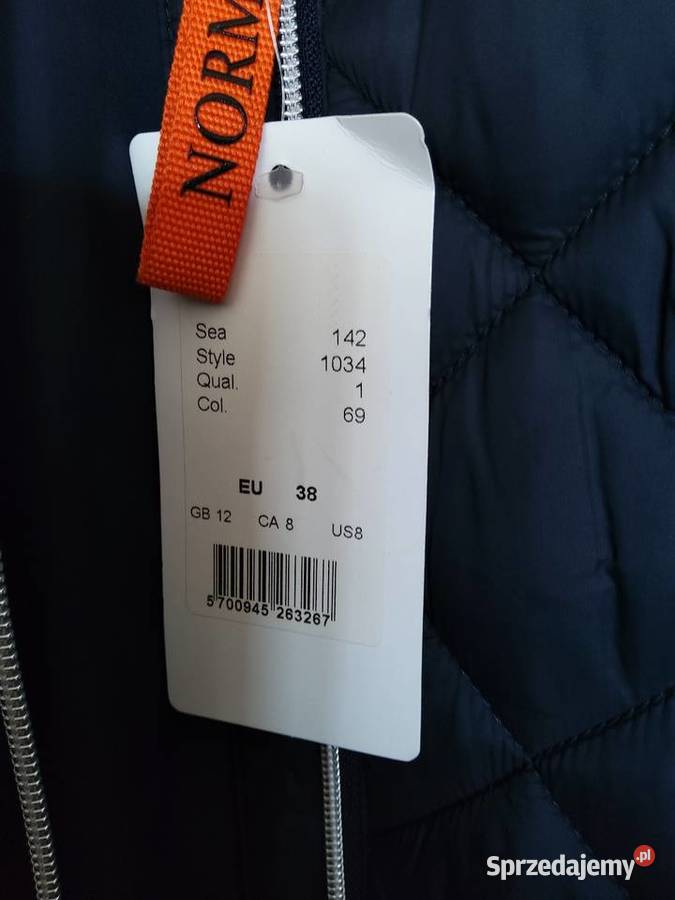 NORM
Sea 142
Style 1034
Qual. 1
Col. 69
EU 38
GB 12 CA 8 US8
5700945 263267
Sprzedajemy.pl